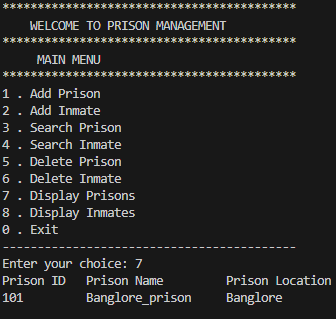 ******************************************
WELCOME TO PRISON MANAGEMENT
******************************************
MAIN MENU
******************************************
1 . Add Prison
2 . Add Inmate
3 . Search Prison
4 . Search Inmate
5 . Delete Prison
6 . Delete Inmate
7 . Display Prisons
8 . Display Inmates
0 . Exit
------------------------------------------
Enter your choice: 7
Prison ID   Prison Name         Prison Location
101         Banglore_prison     Banglore